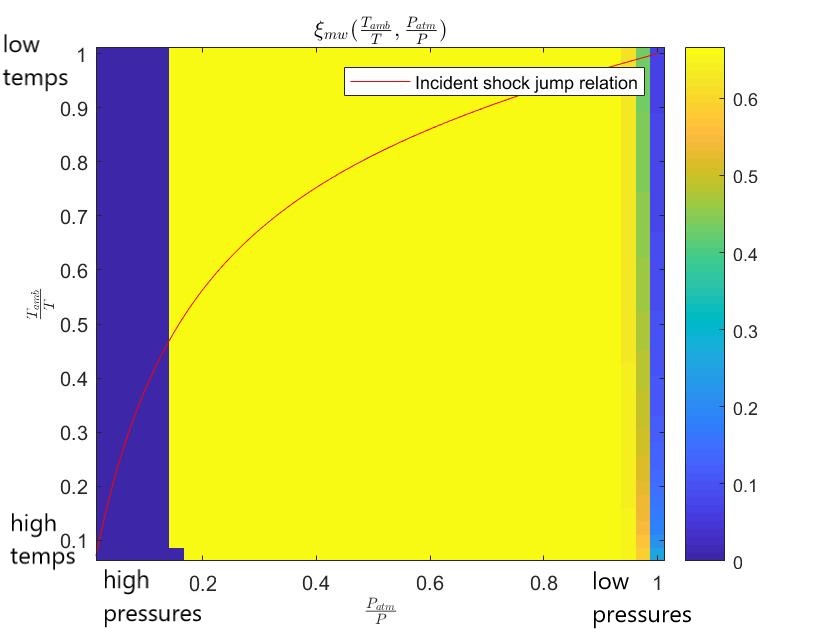 ξ_mw(T_amb/T, P_atm/P)
low
temps
Incident shock jump relation
1
0.9
0.8
0.7
0.6
0.5
0.4
0.3
0.2
0.1
T_amb/T
high
temps
high
pressures
0.2
0.4
0.6
0.8
1
low
pressures
P_atm/P
0.6
0.5
0.4
0.3
0.2
0.1
0